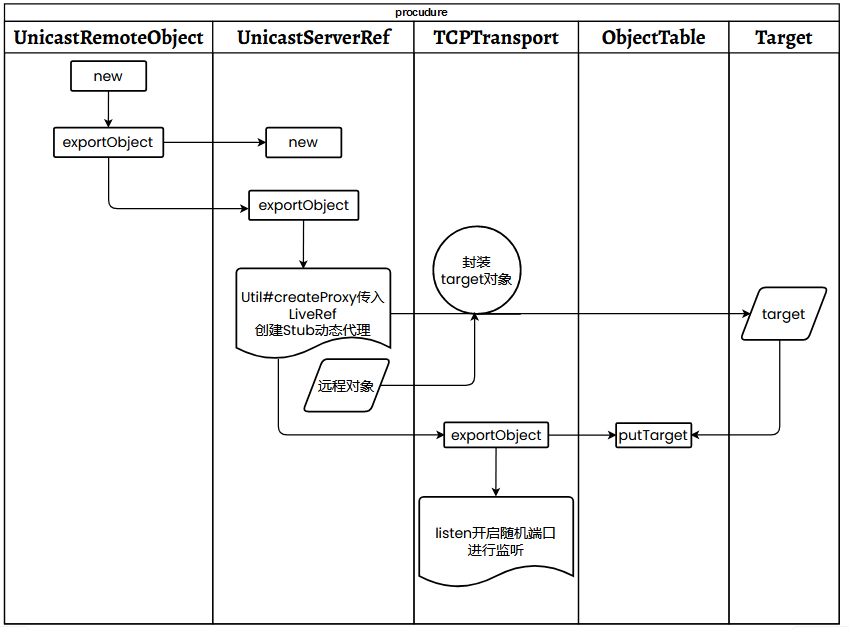 procudure
UnicastRemoteObject
UnicastServerRef
TCPTransport
ObjectTable
Target
new
exportObject
new
exportObject
封装
target对象
Util#createProxy传入
LiveRef
创建Stub动态代理
target
远程对象
exportObject
putTarget
listen开启随机端口
进行监听